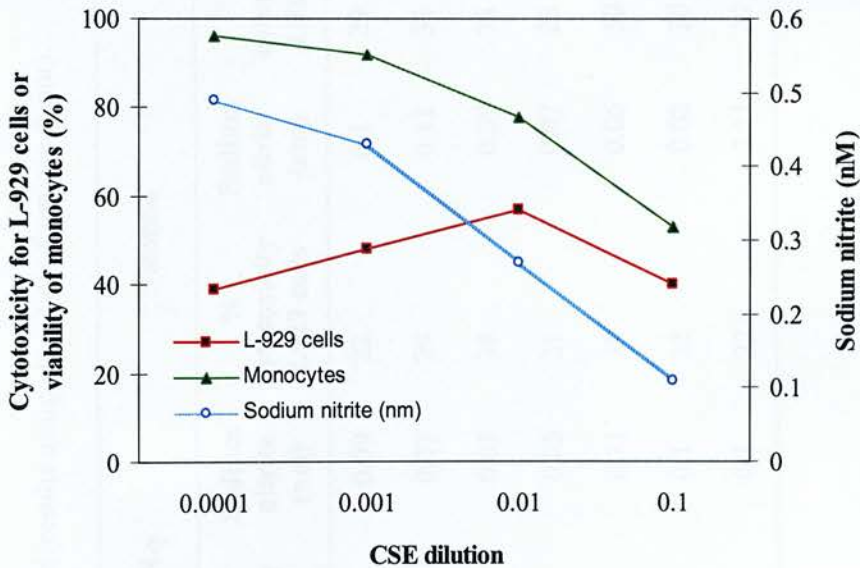 Cytotoxicity for L-929 cells or
viability of monocytes (%)
100
80
60
40
20
0
L-929 cells
Monocytes
Sodium nitrite (nm)
0.6
0.5
0.4
0.3
0.2
0.1
0
Sodium nitrite (nM)
0.0001 0.001 0.01 0.1
CSE dilution